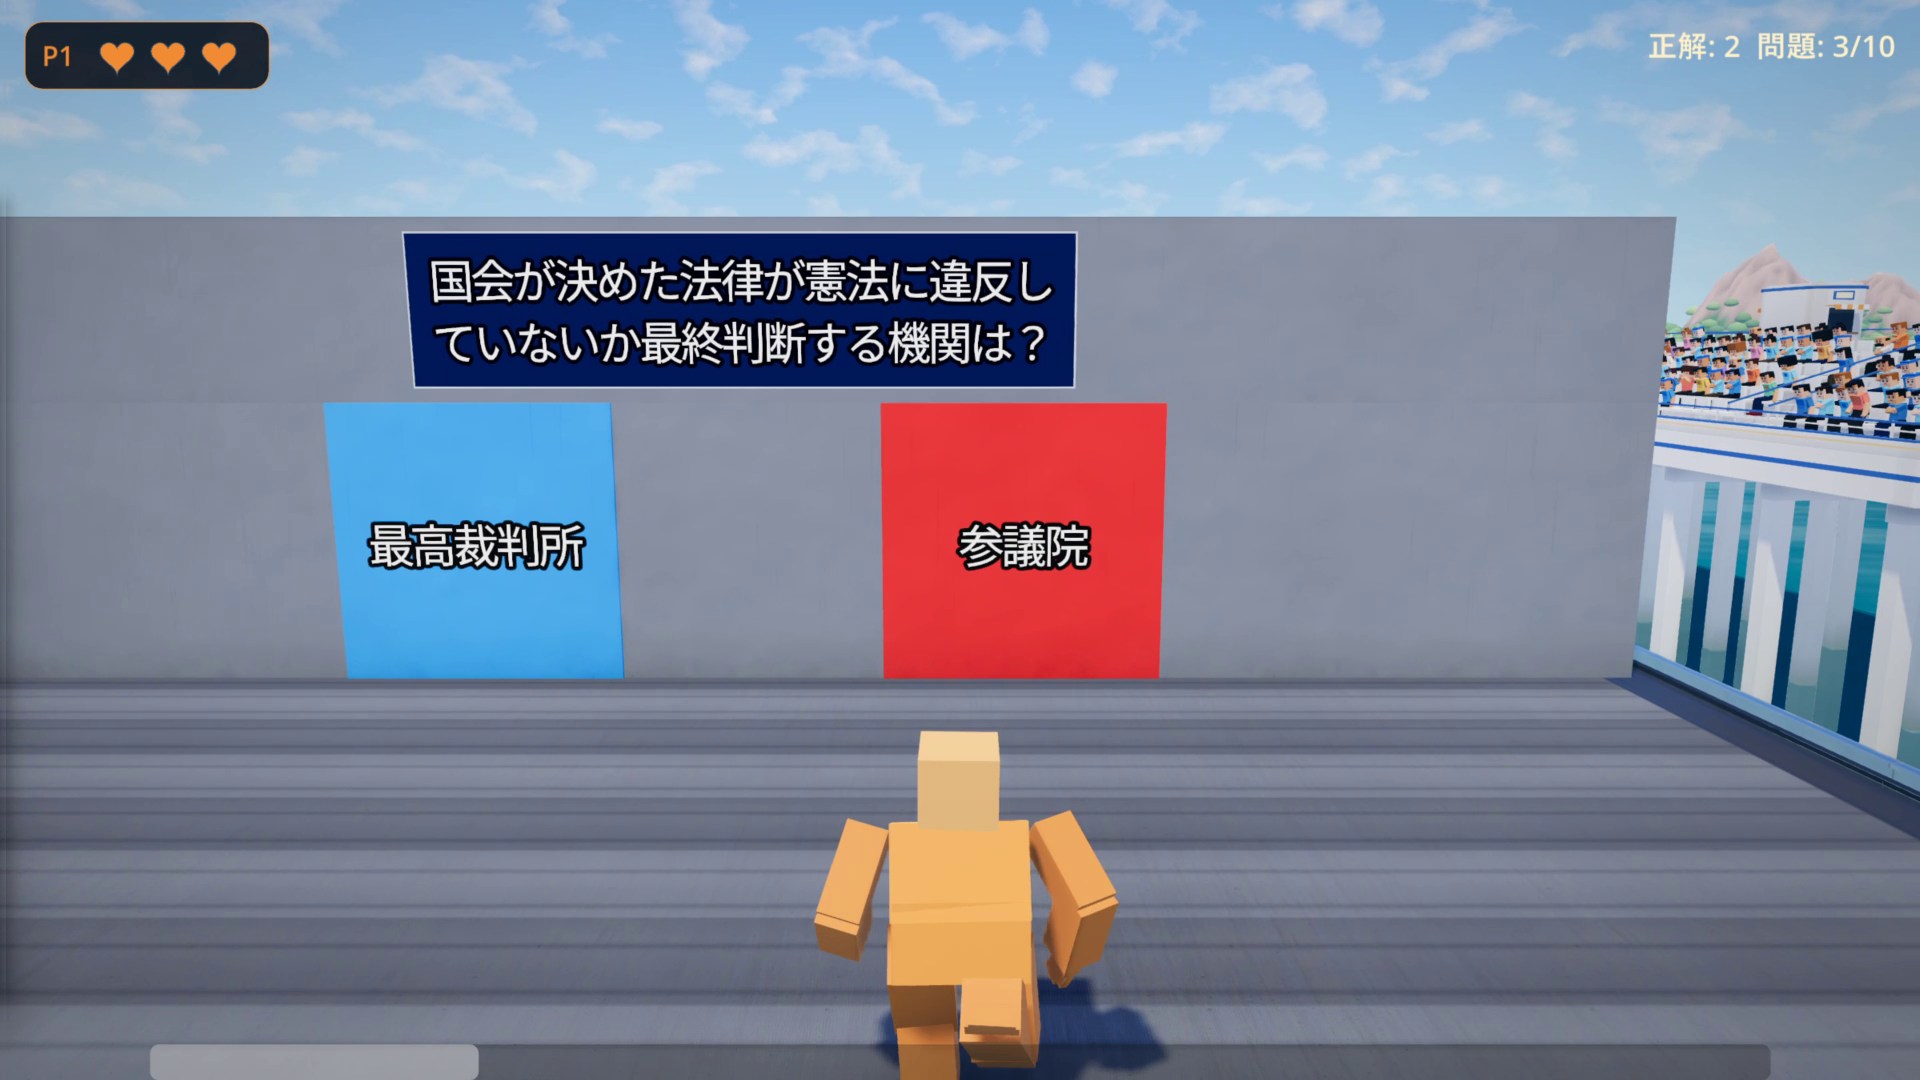 P1
正解: 2 問題: 3/10
国会が決めた法律が憲法に違反し
ていないか最終判断する機関は？
最高裁判所
参議院